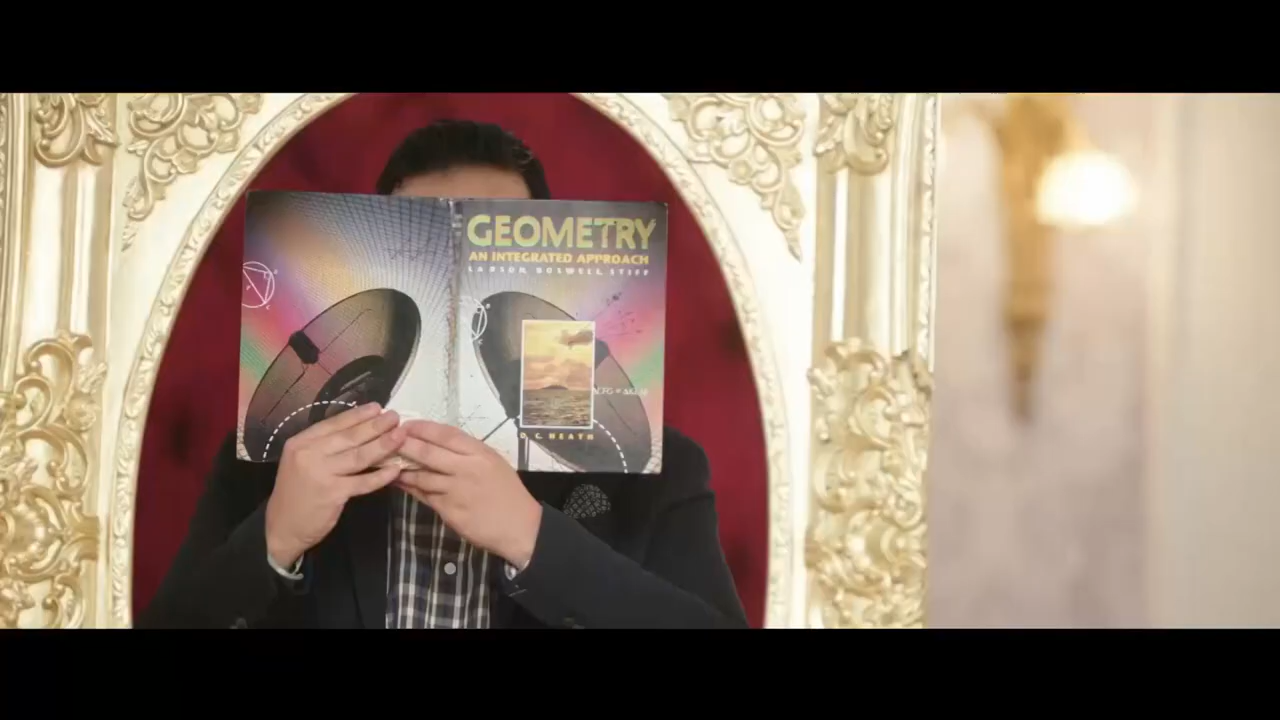 GEOMETRY
AN INTEGRATED APPROACH
LARSON, BOSWELL, STIFF
D. C. HEATH